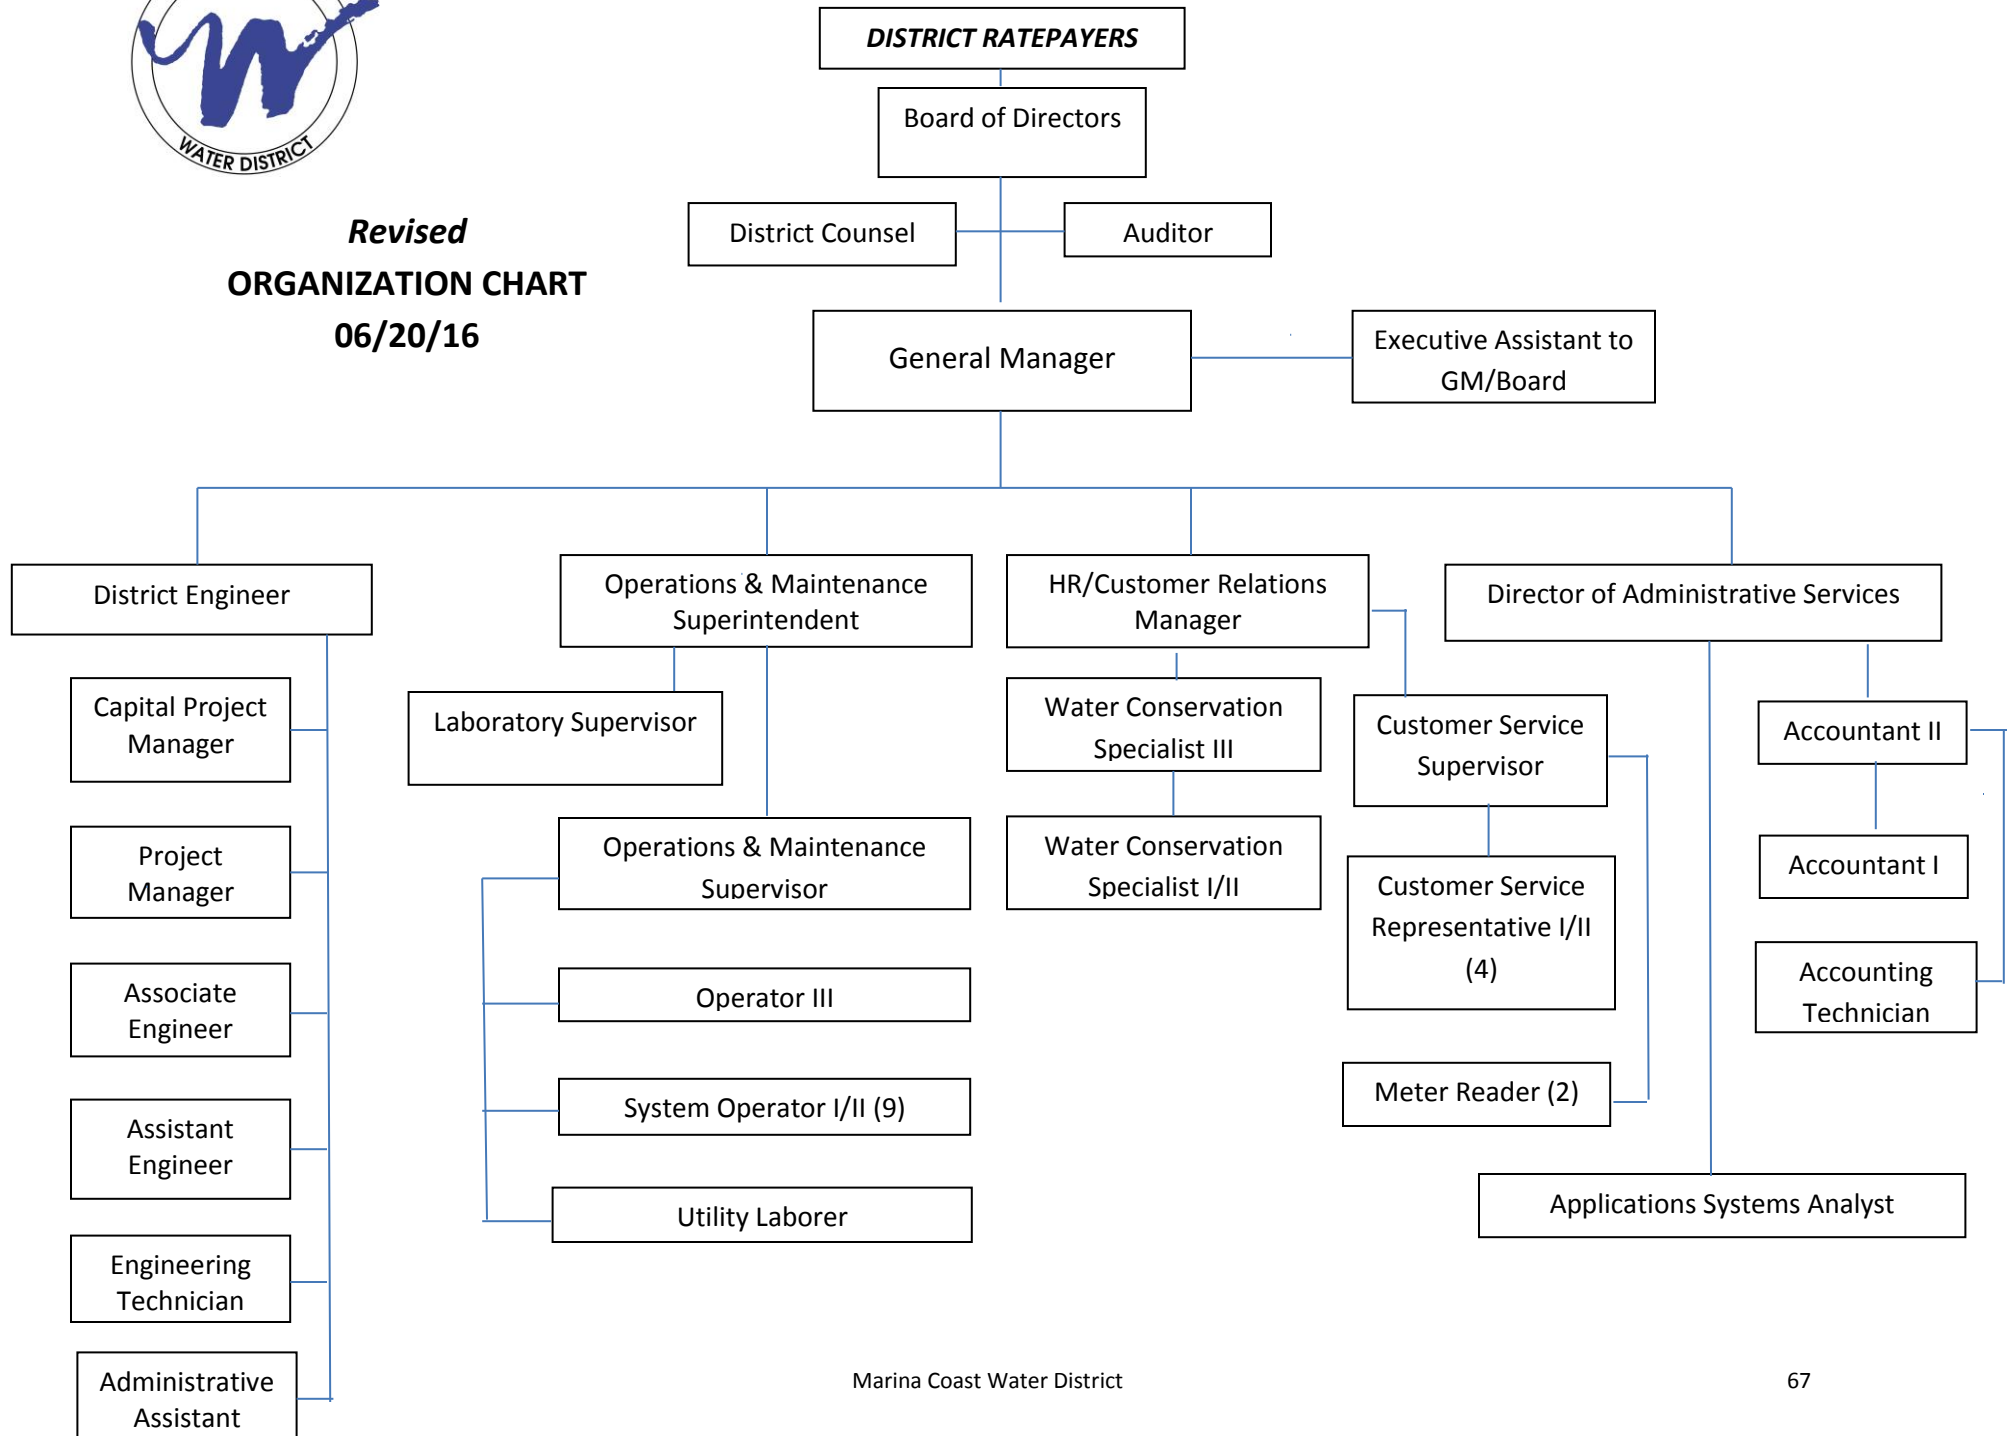 WATER DISTRICT
Revised
ORGANIZATION CHART
06/20/16
DISTRICT RATEPAYERS
Board of Directors
District Counsel
Auditor
General Manager
Executive Assistant to
GM/Board
District Engineer
Capital Project
Manager
Project
Manager
Associate
Engineer
Assistant
Engineer
Engineering
Technician
Administrative
Assistant
Operations & Maintenance
Superintendent
Laboratory Supervisor
Operations & Maintenance
Supervisor
Operator III
System Operator I/II (9)
Utility Laborer
HR/Customer Relations
Manager
Water Conservation
Specialist III
Water Conservation
Specialist I/II
Customer Service
Supervisor
Customer Service
Representative I/II
(4)
Meter Reader (2)
Director of Administrative Services
Accountant II
Accountant I
Accounting
Technician
Applications Systems Analyst
Marina Coast Water District
67